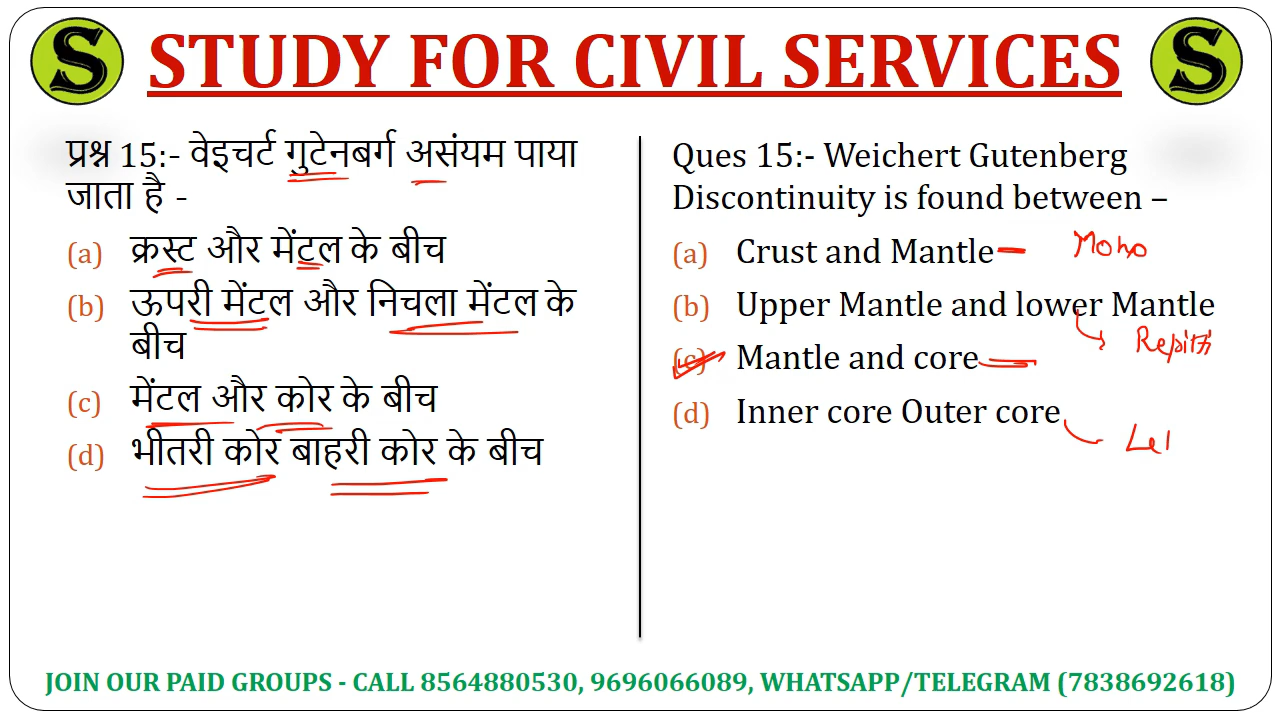 S STUDY FOR CIVIL SERVICES S
प्रश्न 15:- वेइचर्ट गुटेनबर्ग असंयम पाया
जाता है -
(a) क्रस्ट और मेंटल के बीच
(b) ऊपरी मेंटल और निचला मेंटल के
बीच
(c) मेंटल और कोर के बीच
(d) भीतरी कोर बाहरी कोर के बीच
Ques 15:- Weichert Gutenberg
Discontinuity is found between –
(a) Crust and Mantle Moho
(b) Upper Mantle and lower Mantle
(c) Mantle and core
(d) Inner core Outer core
JOIN OUR PAID GROUPS - CALL 8564880530, 9696066089, WHATSAPP/TELEGRAM (7838692618)